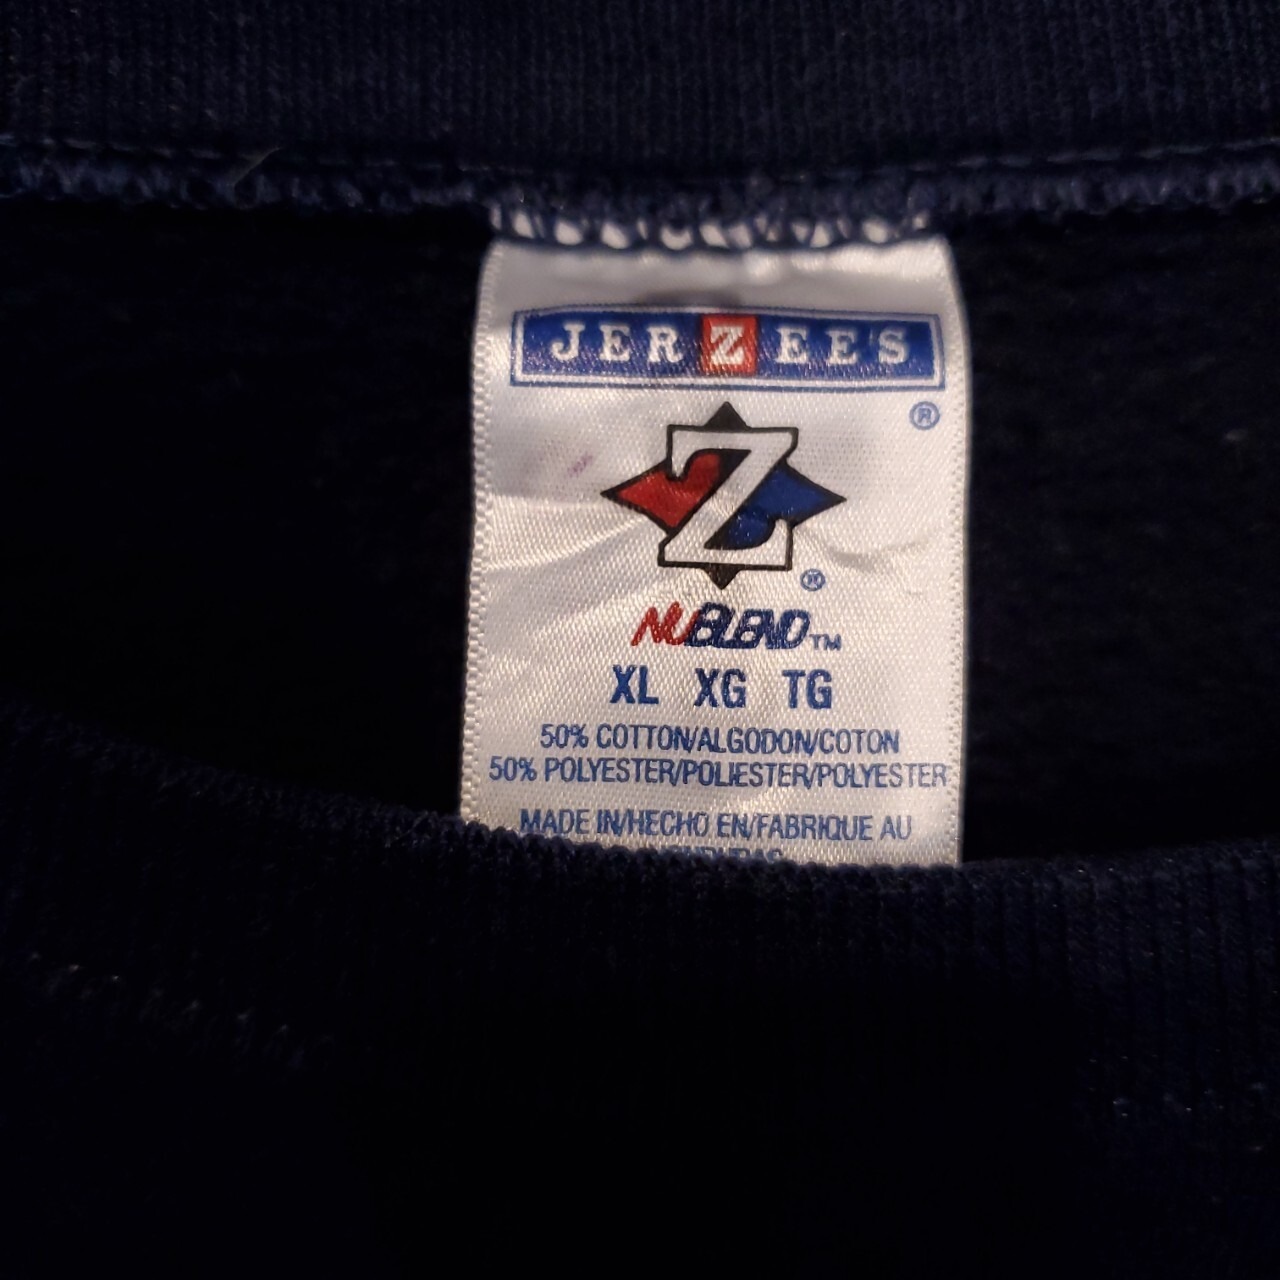 JERZEES
®
Z
®
NUBLEND™
XL XG TG
50% COTTON/ALGODON/COTON
50% POLYESTER/POLIESTER/POLYESTER
MADE IN/HECHO EN/FABRIQUE AU